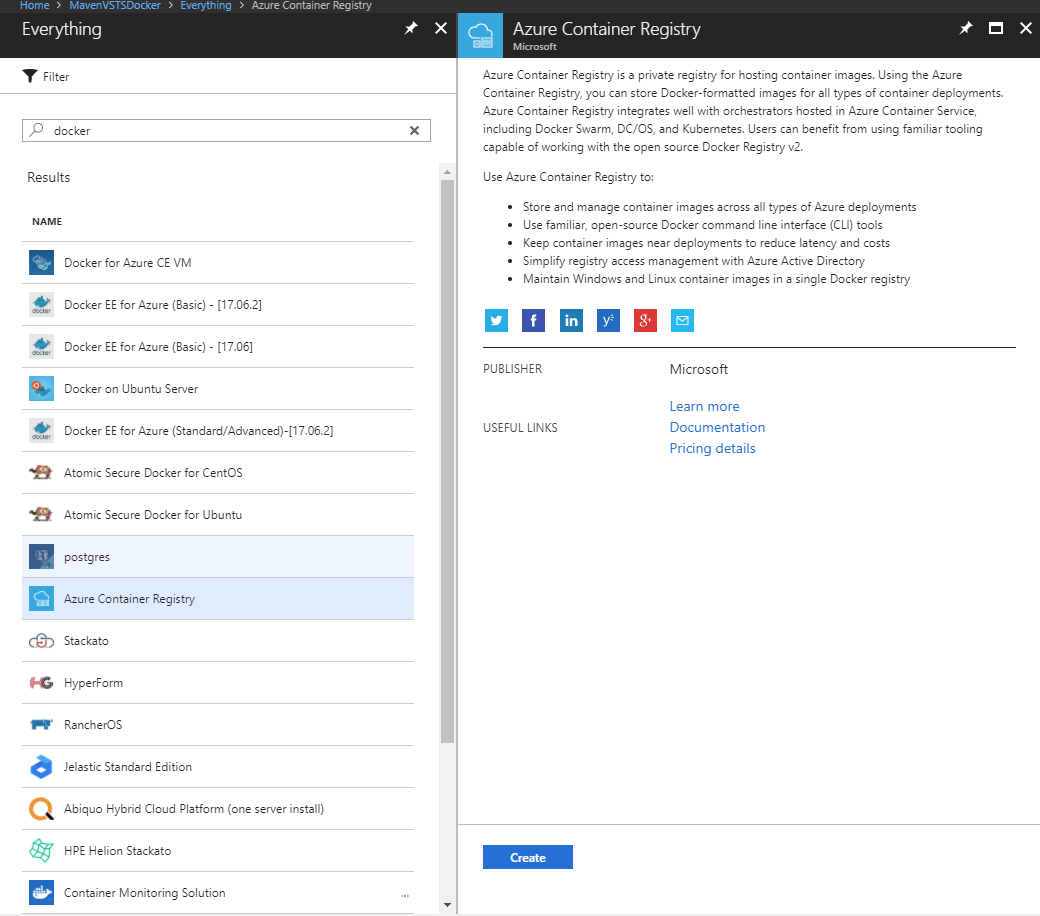 Home > MavenVSTSDocker > Everything > Azure Container Registry
Everything
Filter
docker
Results
NAME
Docker for Azure CE VM
Docker EE for Azure (Basic) - [17.06.2]
Docker EE for Azure (Basic) - [17.06]
Docker on Ubuntu Server
Docker EE for Azure (Standard/Advanced)-[17.06.2]
Atomic Secure Docker for CentOS
Atomic Secure Docker for Ubuntu
postgres
Azure Container Registry
Stackato
HyperForm
RancherOS
Jelastic Standard Edition
Abiquo Hybrid Cloud Platform (one server install)
HPE Helion Stackato
Container Monitoring Solution ...
Azure Container Registry
Microsoft
Azure Container Registry is a private registry for hosting container images. Using the Azure
Container Registry, you can store Docker-formatted images for all types of container deployments.
Azure Container Registry integrates well with orchestrators hosted in Azure Container Service,
including Docker Swarm, DC/OS, and Kubernetes. Users can benefit from using familiar tooling
capable of working with the open source Docker Registry v2.
Use Azure Container Registry to:
• Store and manage container images across all types of Azure deployments
• Use familiar, open-source Docker command line interface (CLI) tools
• Keep container images near deployments to reduce latency and costs
• Simplify registry access management with Azure Active Directory
• Maintain Windows and Linux container images in a single Docker registry
PUBLISHER Microsoft
USEFUL LINKS
Learn more
Documentation
Pricing details
Create